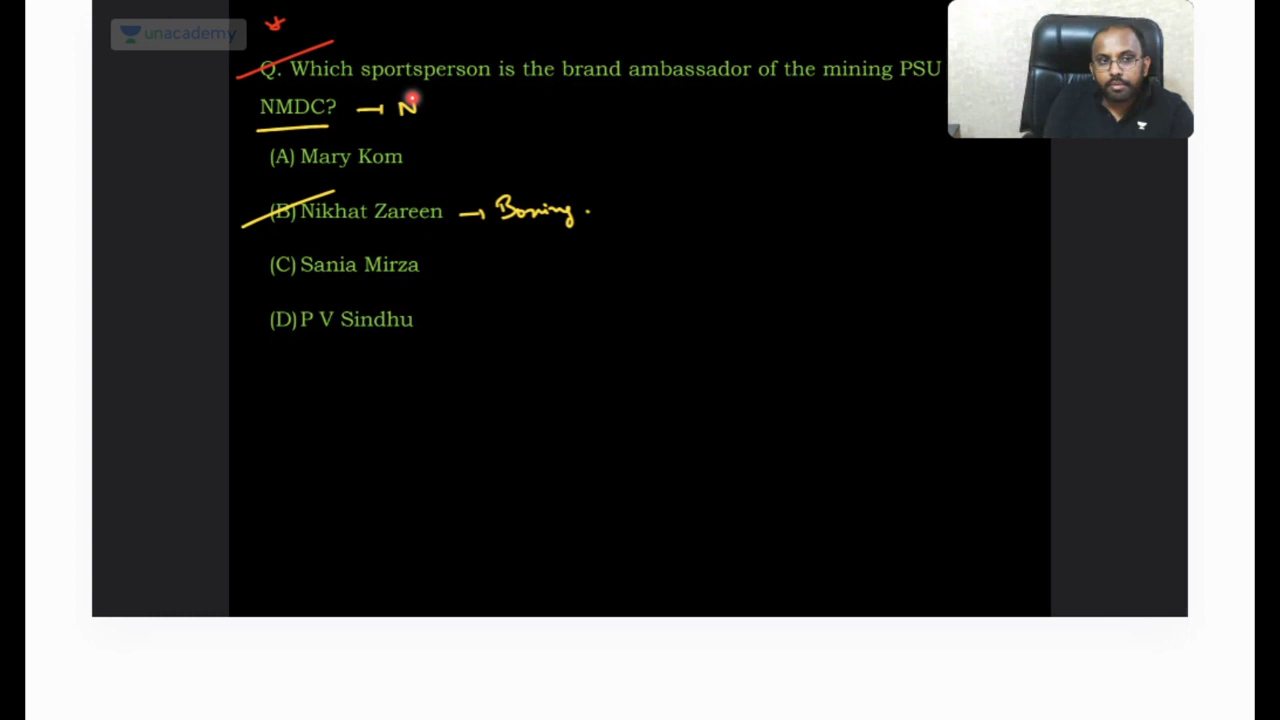 unacademy
Q. Which sportsperson is the brand ambassador of the mining PSU
NMDC? → N
(A) Mary Kom
(B) Nikhat Zareen → Boxing.
(C) Sania Mirza
(D) P V Sindhu